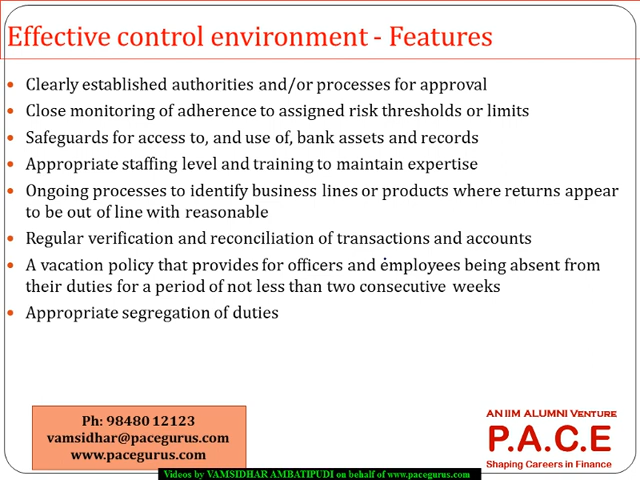 Effective control environment - Features
• Clearly established authorities and/or processes for approval
• Close monitoring of adherence to assigned risk thresholds or limits
• Safeguards for access to, and use of, bank assets and records
• Appropriate staffing level and training to maintain expertise
• Ongoing processes to identify business lines or products where returns appear
to be out of line with reasonable
• Regular verification and reconciliation of transactions and accounts
• A vacation policy that provides for officers and employees being absent from
their duties for a period of not less than two consecutive weeks
• Appropriate segregation of duties
Ph: 98480 12123
vamsidhar@pacegurus.com
www.pacegurus.com
AN IIM ALUMNI VENTURE
P.A.C.E
Shaping Careers in Finance
Videos by VAMSIDHAR AMBATIPUDI on behalf of www.pacegurus.com